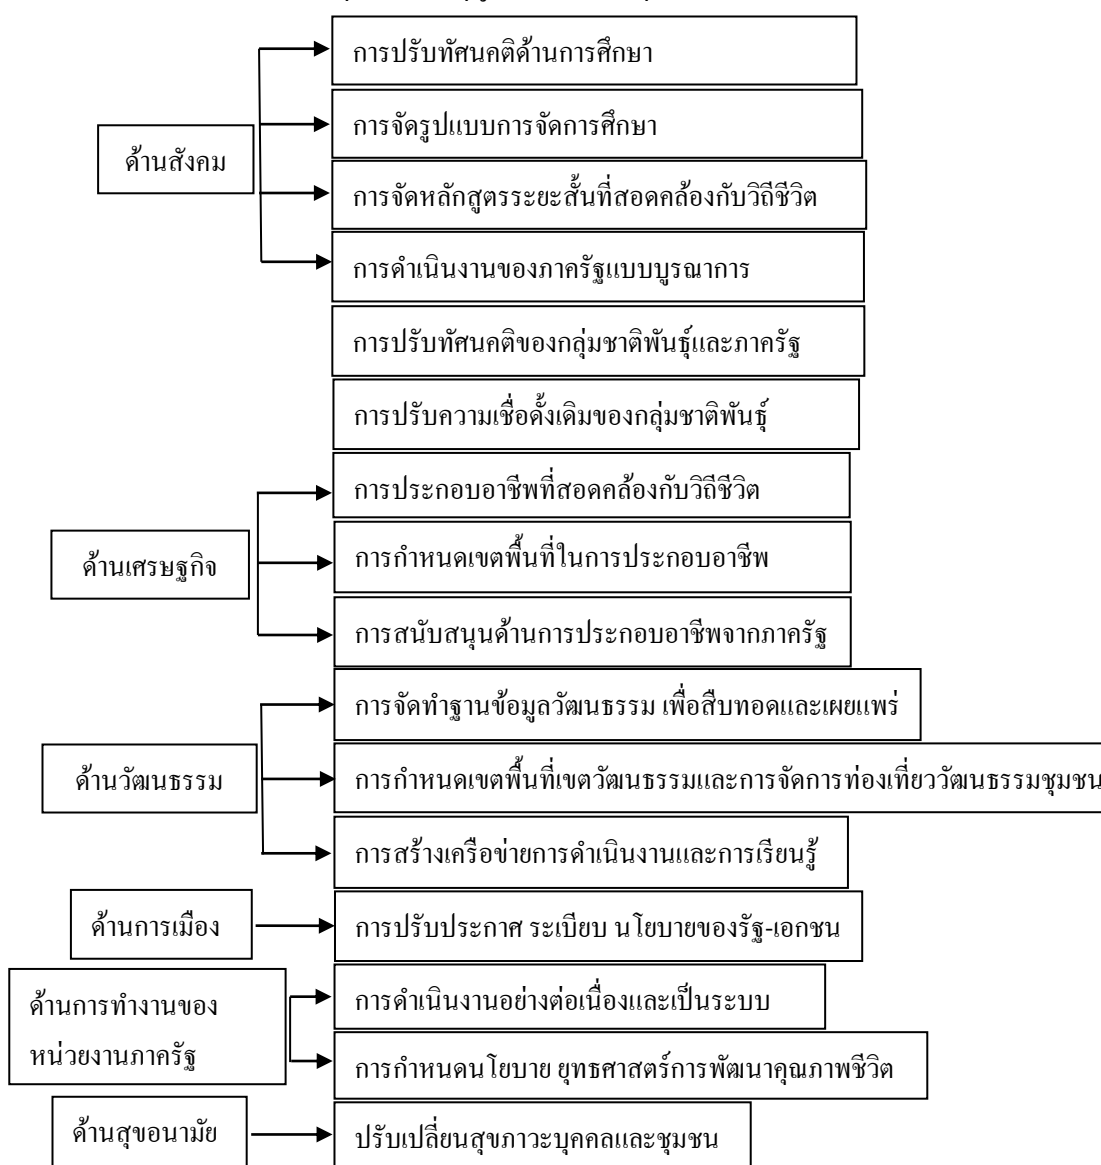 การปรับทัศนคติด้านการศึกษา
การจัดรูปแบบการจัดการศึกษา
ด้านสังคม
การจัดหลักสูตรระยะสั้นที่สอดคล้องกับวิถีชีวิต
การดำเนินงานของภาครัฐแบบบูรณาการ
การปรับทัศนคติของกลุ่มชาติพันธุ์และภาครัฐ
การปรับความเชื่อดั้งเดิมของกลุ่มชาติพันธุ์
การประกอบอาชีพที่สอดคล้องกับวิถีชีวิต
ด้านเศรษฐกิจ
การกำหนดเขตพื้นที่ในการประกอบอาชีพ
การสนับสนุนด้านการประกอบอาชีพจากภาครัฐ
การจัดทำฐานข้อมูลวัฒนธรรม เพื่อสืบทอดและเผยแพร่
ด้านวัฒนธรรม
การกำหนดเขตพื้นที่เขตวัฒนธรรมและการจัดการท่องเที่ยววัฒนธรรมชุมชน
การสร้างเครือข่ายการดำเนินงานและการเรียนรู้
ด้านการเมือง
การปรับประกาศ ระเบียบ นโยบายของรัฐ-เอกชน
ด้านการทำงานของ
หน่วยงานภาครัฐ
การดำเนินงานอย่างต่อเนื่องและเป็นระบบ
การกำหนดนโยบาย ยุทธศาสตร์การพัฒนาคุณภาพชีวิต
ด้านสุขอนามัย
ปรับเปลี่ยนสุขภาวะบุคคลและชุมชน